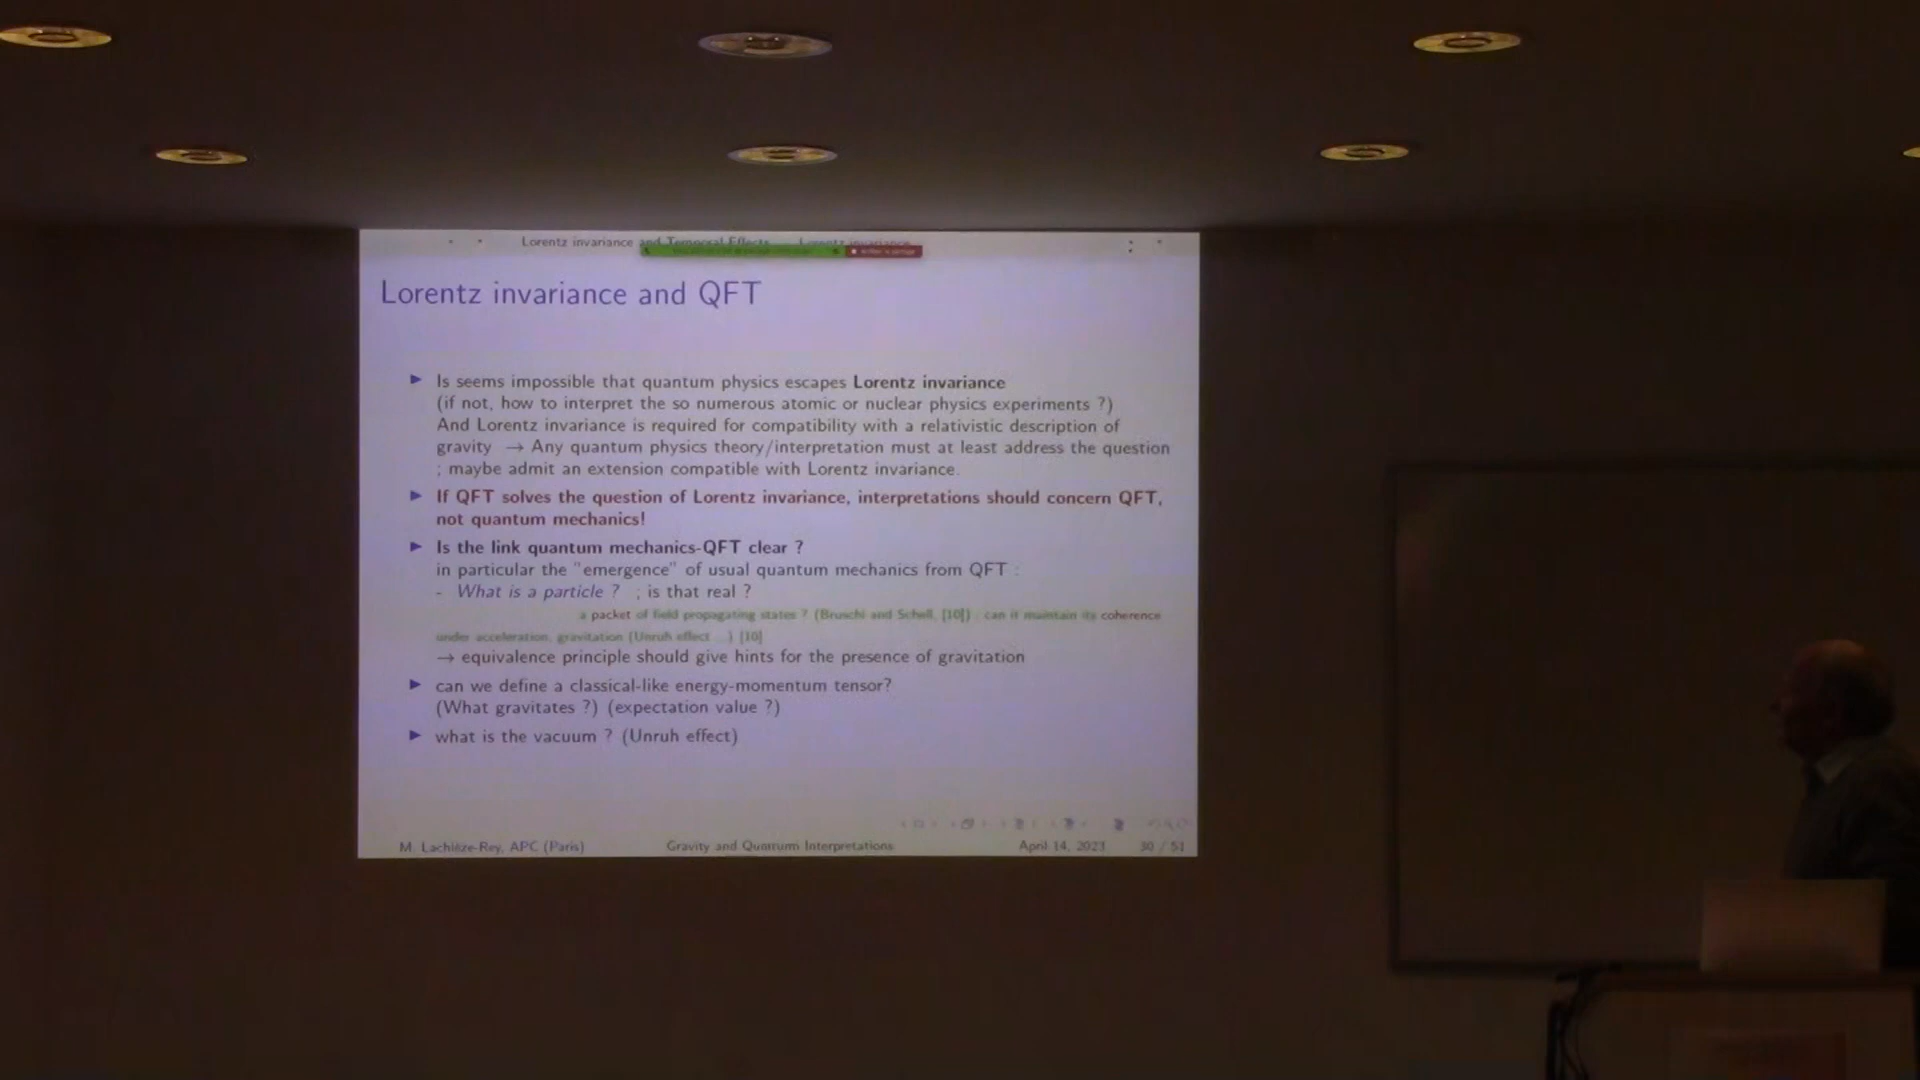 Lorentz invariance and Temporal Effects Lorentz invariance
Lorentz invariance and QFT
Is seems impossible that quantum physics escapes Lorentz invariance
(if not, how to interpret the so numerous atomic or nuclear physics experiments ?)
And Lorentz invariance is required for compatibility with a relativistic description of
gravity → Any quantum physics theory/interpretation must at least address the question
; maybe admit an extension compatible with Lorentz invariance.
If QFT solves the question of Lorentz invariance, interpretations should concern QFT,
not quantum mechanics!
Is the link quantum mechanics-QFT clear ?
in particular the "emergence" of usual quantum mechanics from QFT :
- What is a particle ? ; is that real ?
a packet of field propagating states ? (Bruschi and Schell, [10]) : can it maintain its coherence
under acceleration, gravitation (Unruh effect ...) [10]
→ equivalence principle should give hints for the presence of gravitation
can we define a classical-like energy-momentum tensor?
(What gravitates ?) (expectation value ?)
what is the vacuum ? (Unruh effect)
M. Lachièze-Rey, APC (Paris) Gravity and Quantum Interpretations April 14, 2023 30 / 51